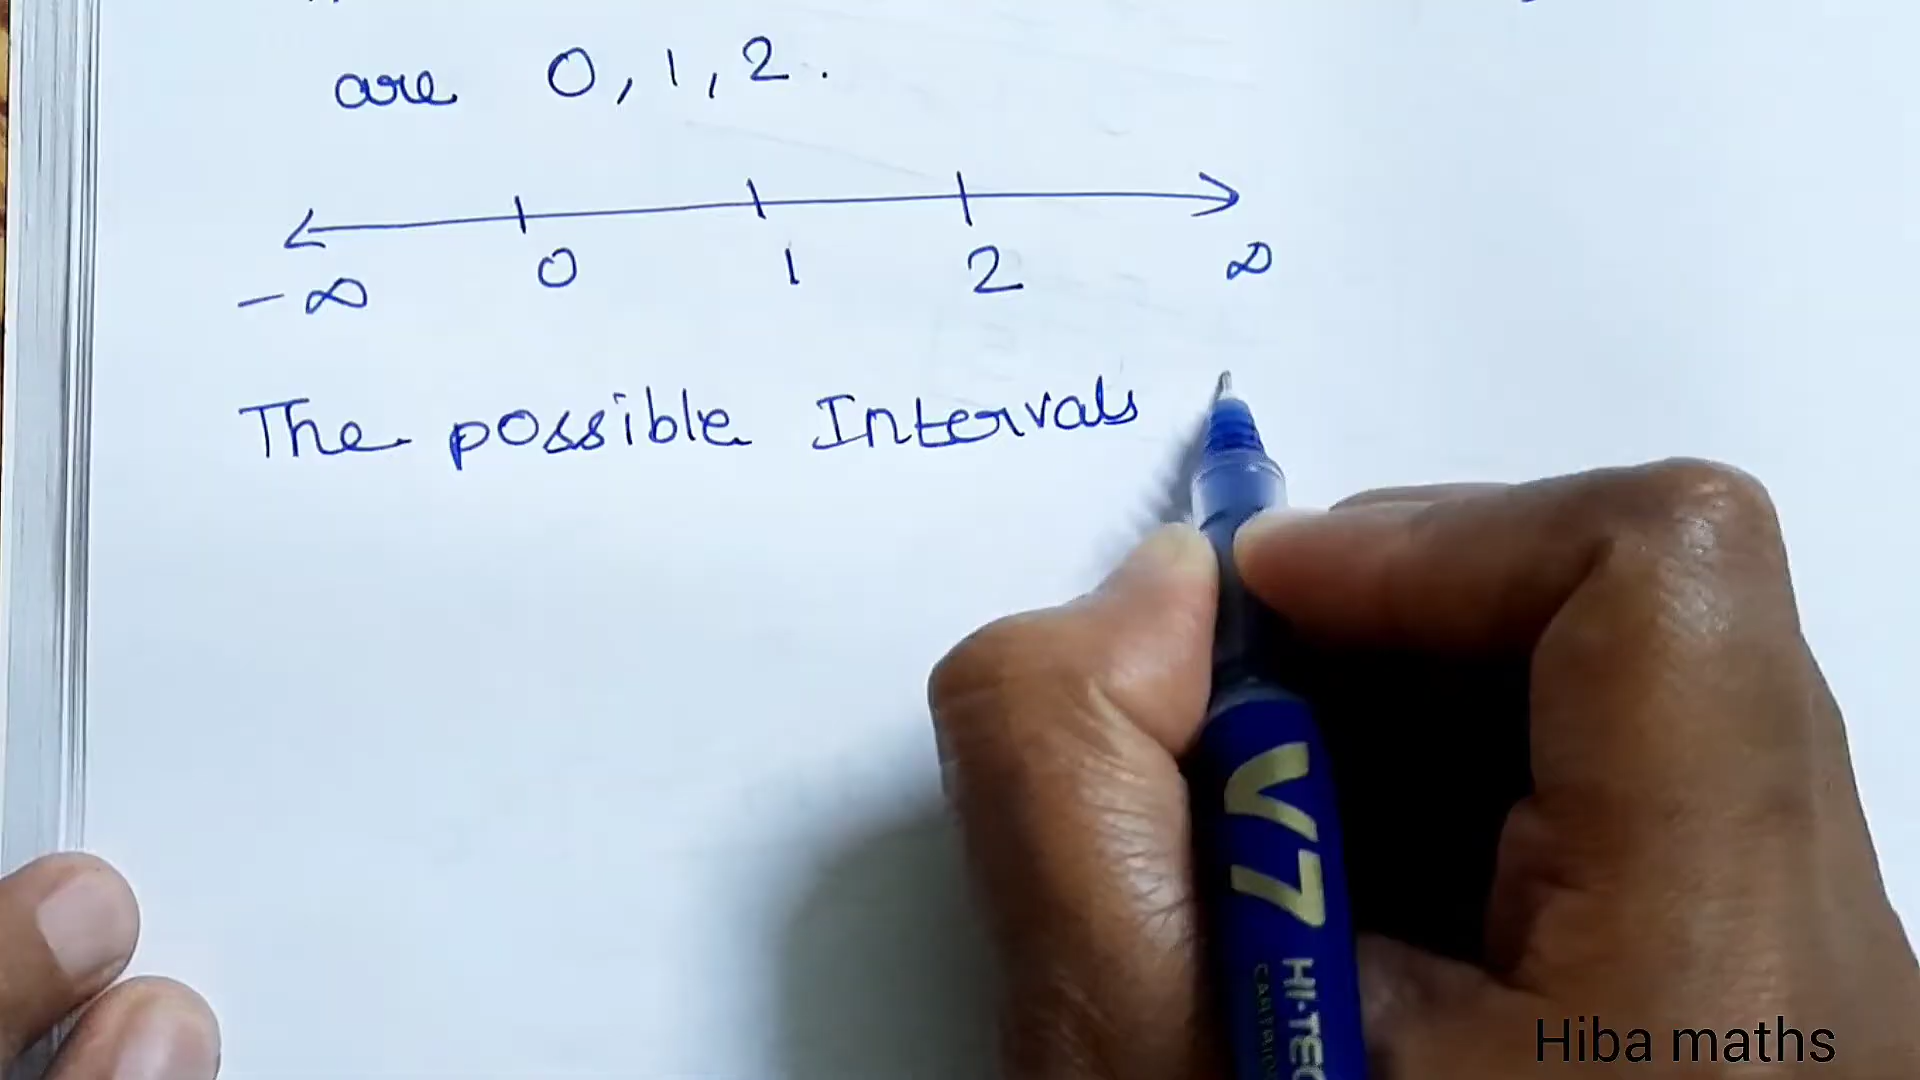 are 0, 1, 2.
-∞ 0 1 2 ∞
The possible Intervals
V7
HI-TEC
Hiba maths